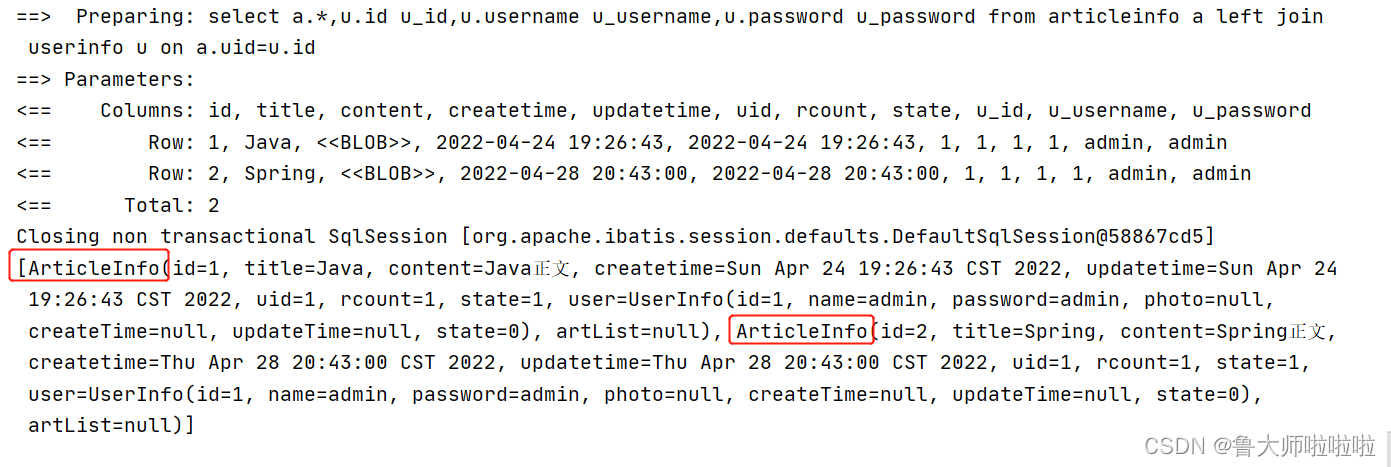 ==>  Preparing: select a.*,u.id u_id,u.username u_username,u.password u_password from articleinfo a left join
userinfo u on a.uid=u.id
==> Parameters:
<==    Columns: id, title, content, createtime, updatetime, uid, rcount, state, u_id, u_username, u_password
<==        Row: 1, Java, <<BLOB>>, 2022-04-24 19:26:43, 2022-04-24 19:26:43, 1, 1, 1, 1, admin, admin
<==        Row: 2, Spring, <<BLOB>>, 2022-04-28 20:43:00, 2022-04-28 20:43:00, 1, 1, 1, 1, admin, admin
<==      Total: 2
Closing non transactional SqlSession [org.apache.ibatis.session.defaults.DefaultSqlSession@58867cd5]
[ArticleInfo(id=1, title=Java, content=Java正文, createtime=Sun Apr 24 19:26:43 CST 2022, updatetime=Sun Apr 24
19:26:43 CST 2022, uid=1, rcount=1, state=1, user=UserInfo(id=1, name=admin, password=admin, photo=null,
createTime=null, updateTime=null, state=0), artList=null), ArticleInfo(id=2, title=Spring, content=Spring正文,
createtime=Thu Apr 28 20:43:00 CST 2022, updatetime=Thu Apr 28 20:43:00 CST 2022, uid=1, rcount=1, state=1,
user=UserInfo(id=1, name=admin, password=admin, photo=null, createTime=null, updateTime=null, state=0),
artList=null)]
CSDN @鲁大师啦啦啦